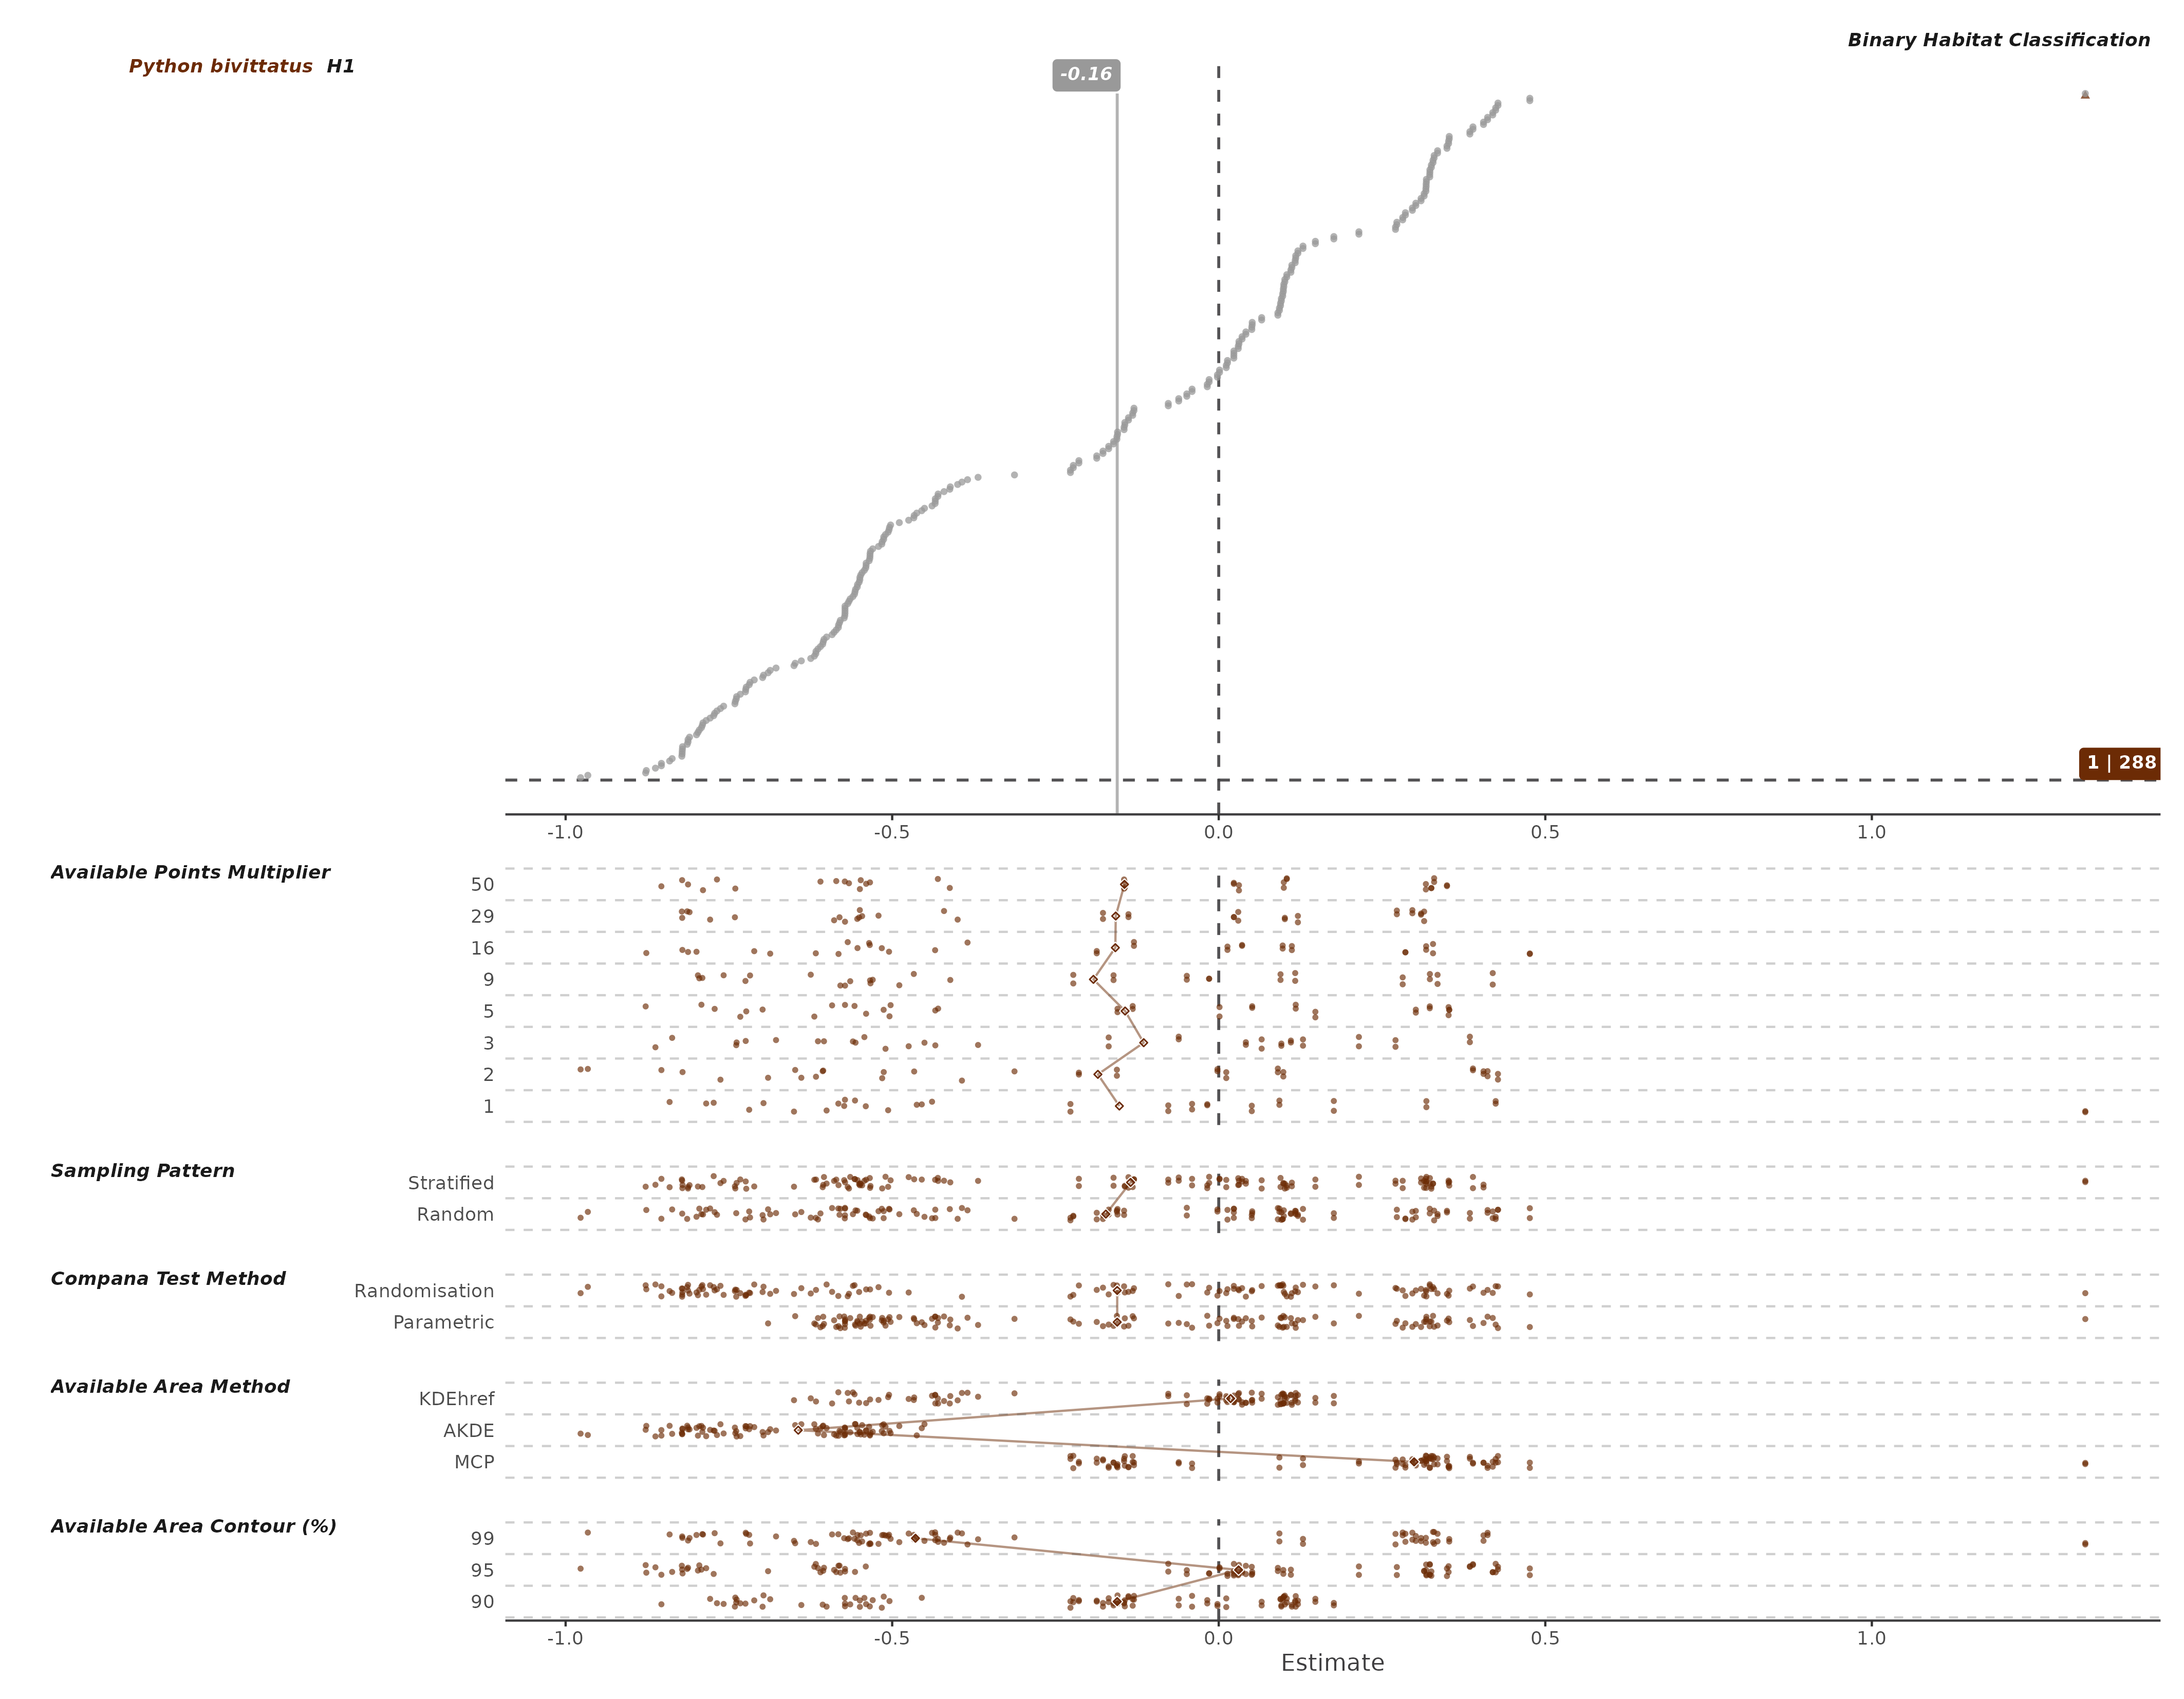 Binary Habitat Classification
Python bivittatus H1
-0.16
1 | 288
-1.0 -0.5 0.0 0.5 1.0
Available Points Multiplier
50
29
16
9
5
3
2
1
Sampling Pattern
Stratified
Random
Compana Test Method
Randomisation
Parametric
Available Area Method
KDEhref
AKDE
MCP
Available Area Contour (%)
99
95
90
-1.0 -0.5 0.0 0.5 1.0
Estimate